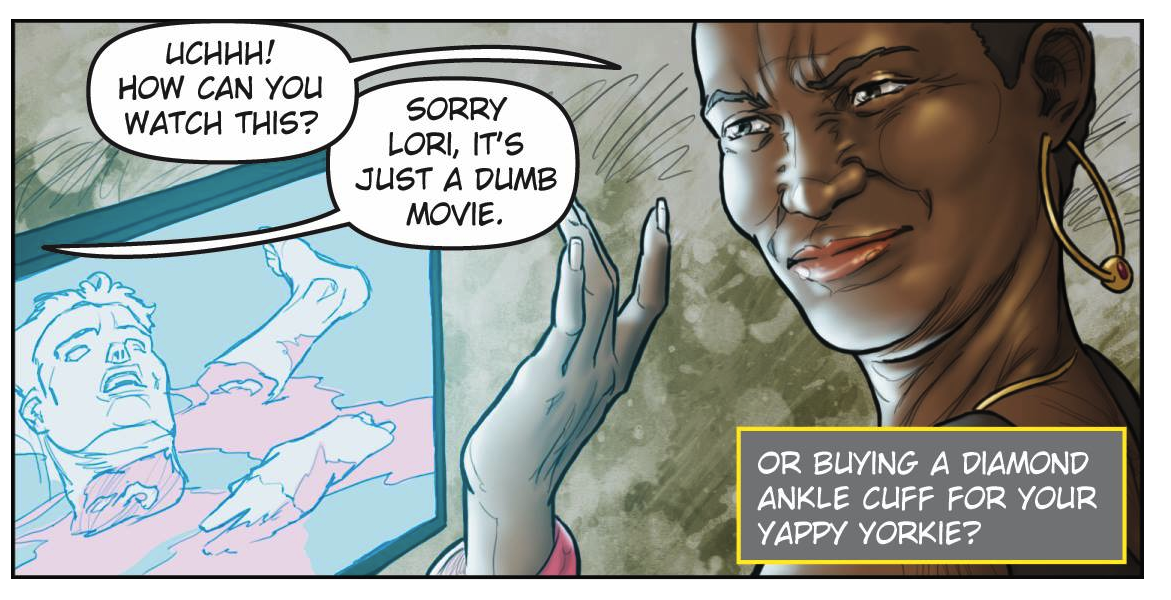 UCHHH!
HOW CAN YOU
WATCH THIS?
SORRY
LORI, IT'S
JUST A DUMB
MOVIE.
OR BUYING A DIAMOND
ANKLE CUFF FOR YOUR
YAPPY YORKIE?